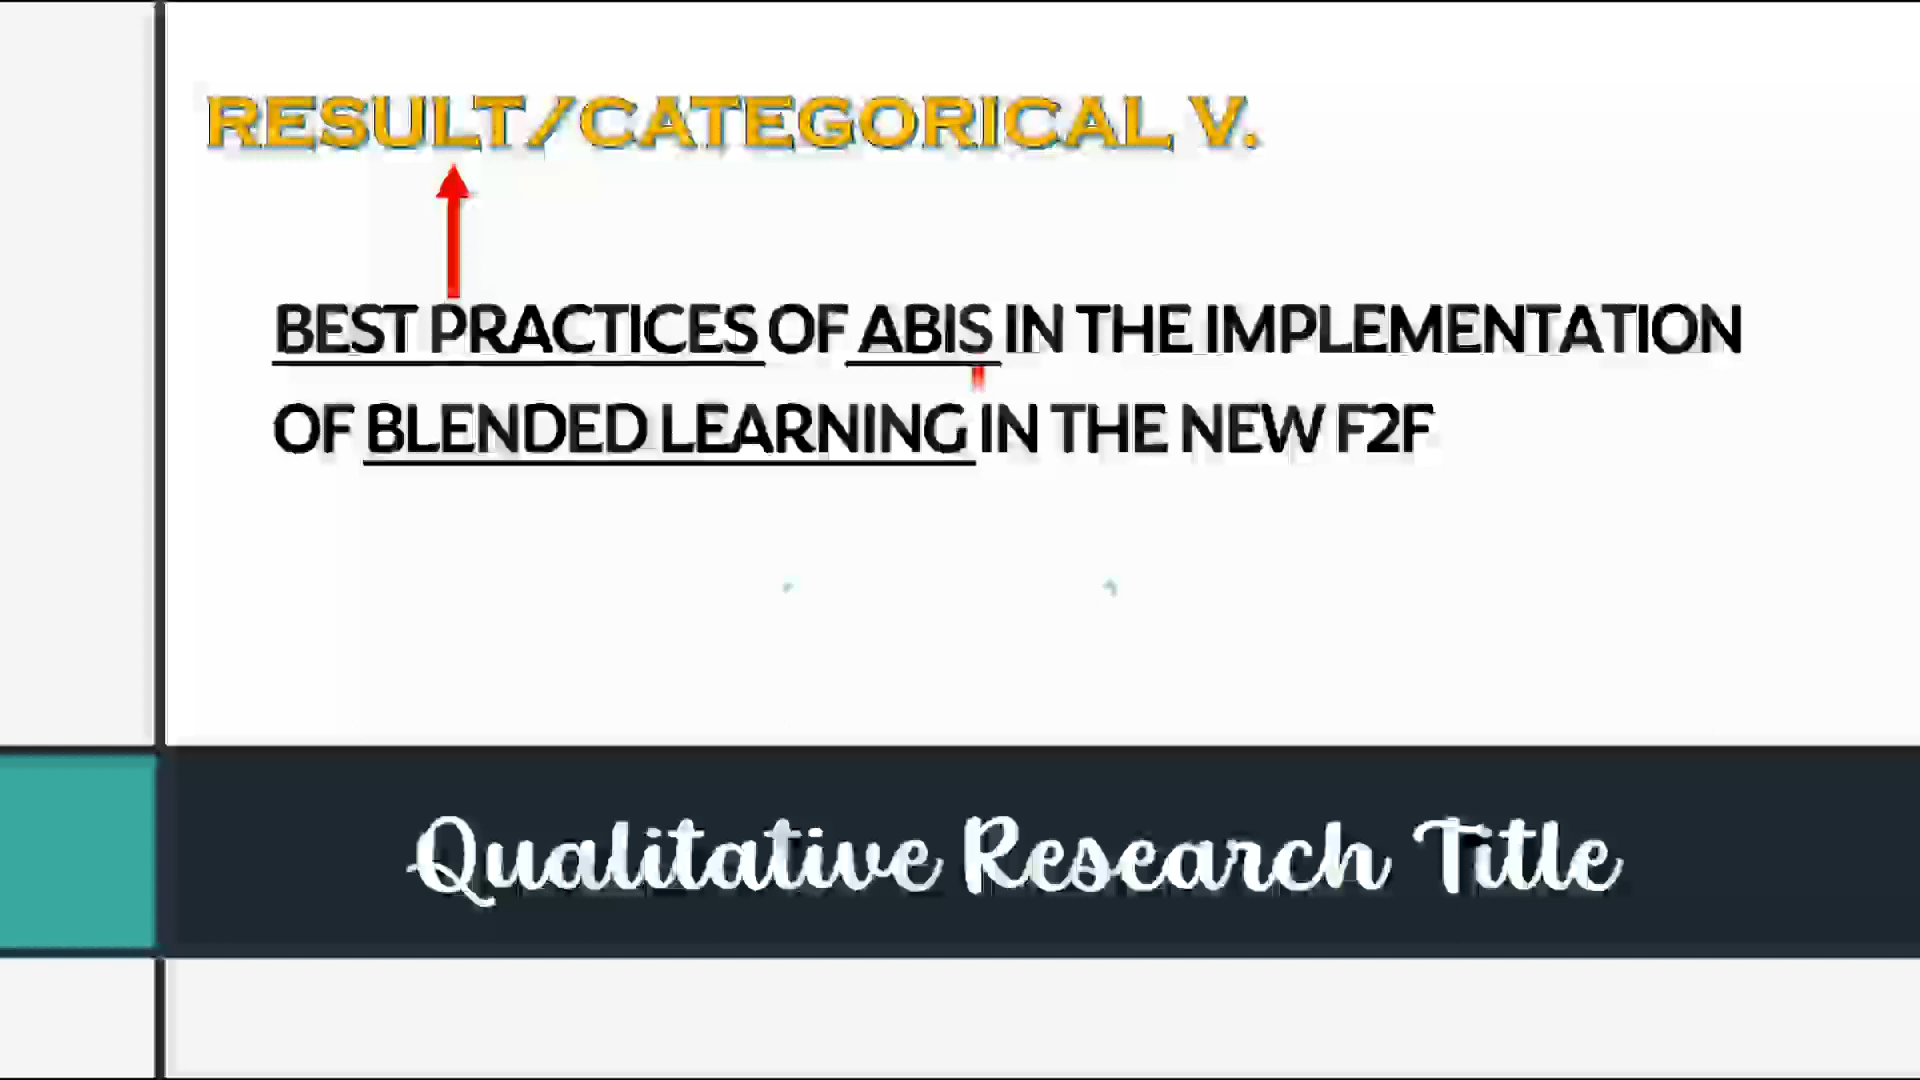 RESULT/CATEGORICAL V.
BEST PRACTICES OF ABIS IN THE IMPLEMENTATION
OF BLENDED LEARNING IN THE NEW F2F
Qualitative Research Title